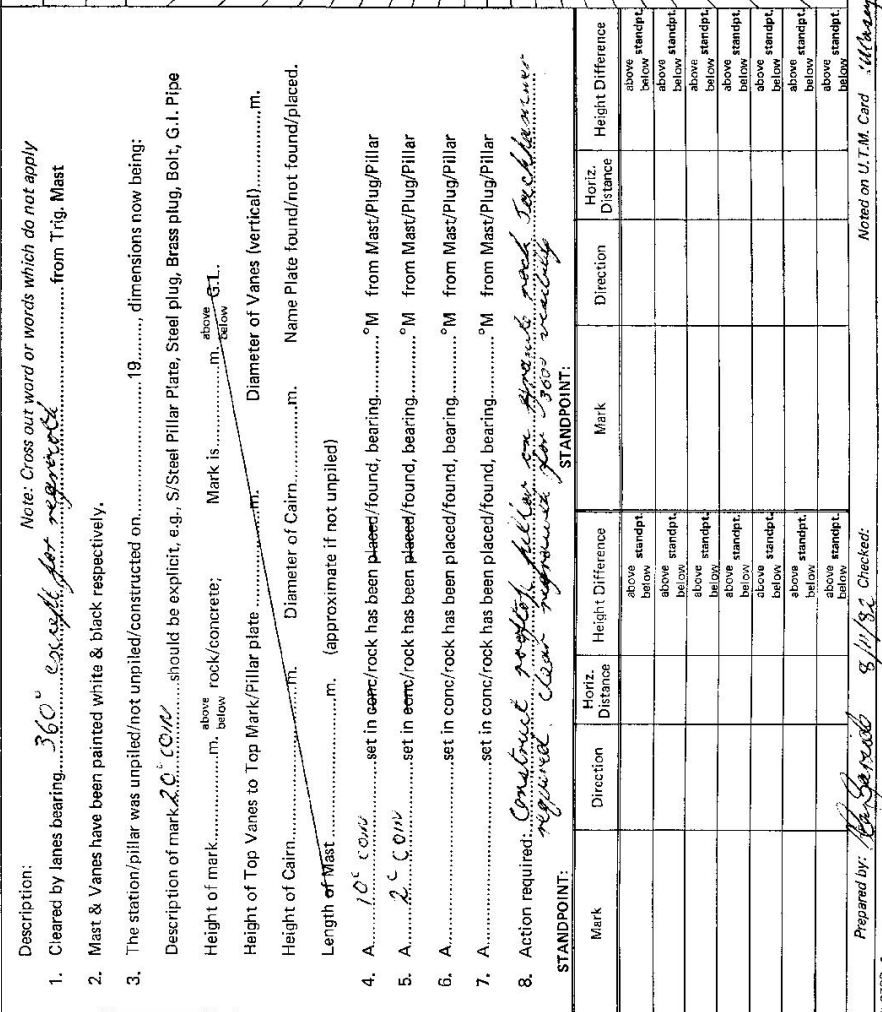 Description:
Note: Cross out word or words which do not apply
1. Cleared by lanes bearing....360° except for regrowth....from Trig. Mast
2. Mast & Vanes have been painted white & black respectively.
3. The station/pillar was unpiled/not unpiled/constructed on....19...., dimensions now being:
Description of mark 20c COIN....should be explicit, e.g., S/Steel Pillar Plate, Steel plug, Brass plug, Bolt, G.I. Pipe
Height of mark....m. above below rock/concrete; Mark is....m. above below G.L.
Height of Top Vanes to Top Mark/Pillar plate....m. Diameter of Vanes (vertical)....m.
Height of Cairn....m. Diameter of Cairn....m. Name Plate found/not found/placed.
Length of Mast....m. (approximate if not unpiled)
4. A....10c COIN....set in conc/rock has been placed/found, bearing....°M from Mast/Plug/Pillar
5. A....2c COIN....set in conc/rock has been placed/found, bearing....°M from Mast/Plug/Pillar
6. A....set in conc/rock has been placed/found, bearing....°M from Mast/Plug/Pillar
7. A....set in conc/rock has been placed/found, bearing....°M from Mast/Plug/Pillar
8. Action required: Construct rooftop pillar on granite rock Jackhammer
required. Clear regrowth for 360° visibility
STANDPOINT: STANDPOINT:
Mark Direction Horiz. Distance Height Difference Mark Direction Horiz. Distance Height Difference
above below standpt. above below standpt.
above below standpt. above below standpt.
above below standpt. above below standpt.
above below standpt. above below standpt.
above below standpt. above below standpt.
above below standpt. above below standpt.
above below standpt. above below standpt.
Prepared by: 8/11/82 Checked: Noted on U.T.M. Card